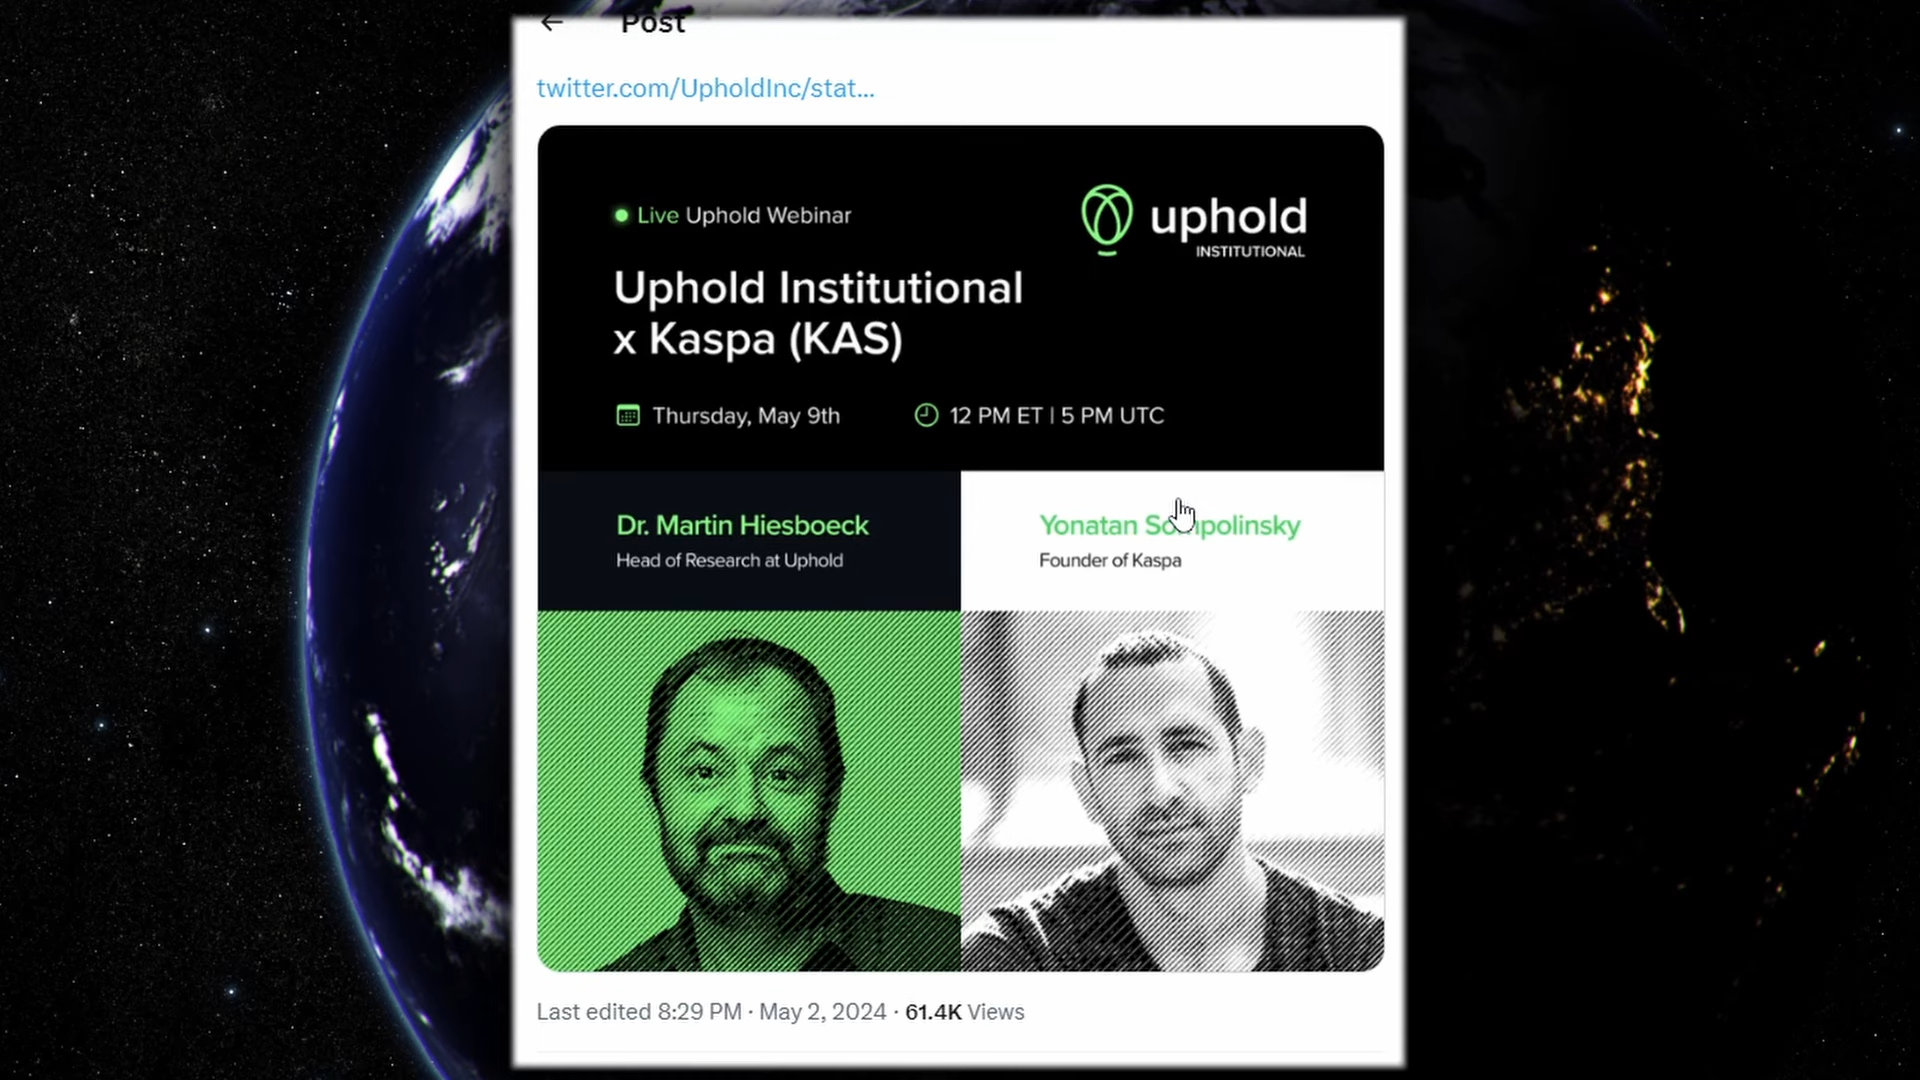 Post
twitter.com/UpholdInc/stat...
Live Uphold Webinar
uphold
INSTITUTIONAL
Uphold Institutional
x Kaspa (KAS)
Thursday, May 9th
12 PM ET | 5 PM UTC
Dr. Martin Hiesboeck
Head of Research at Uphold
Yonatan Sompolinsky
Founder of Kaspa
Last edited 8:29 PM · May 2, 2024 · 61.4K Views